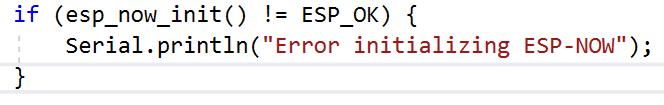 if (esp_now_init() != ESP_OK) {
    Serial.println("Error initializing ESP-NOW");
}